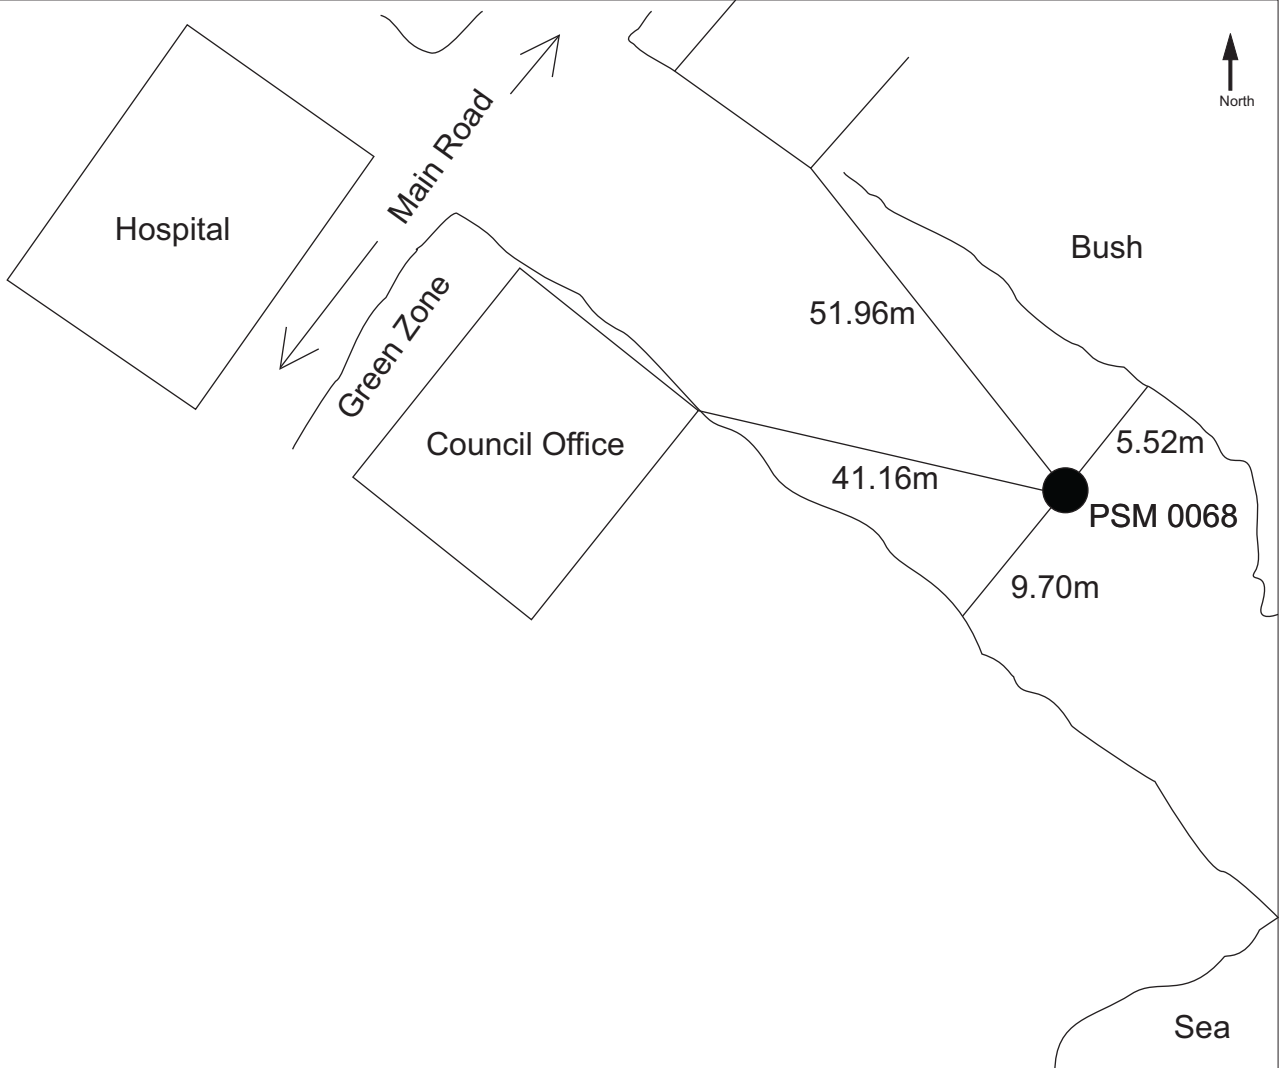 North
Main Road
Hospital
Bush
Green Zone
51.96m
Council Office
5.52m
41.16m
PSM 0068
9.70m
Sea